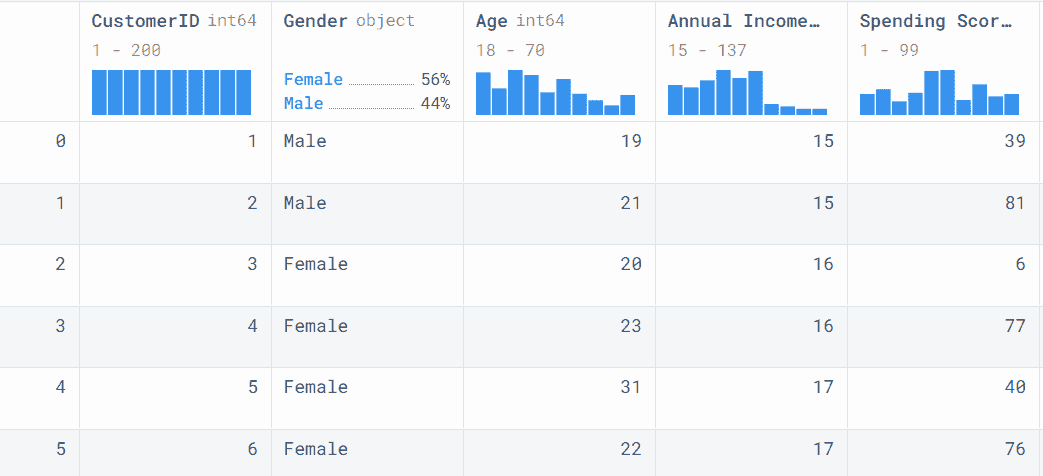 CustomerID int64 Gender object Age int64 Annual Income… Spending Scor…
1 - 200 18 - 70 15 - 137 1 - 99
Female 56%
Male 44%
0 1 Male 19 15 39
1 2 Male 21 15 81
2 3 Female 20 16 6
3 4 Female 23 16 77
4 5 Female 31 17 40
5 6 Female 22 17 76